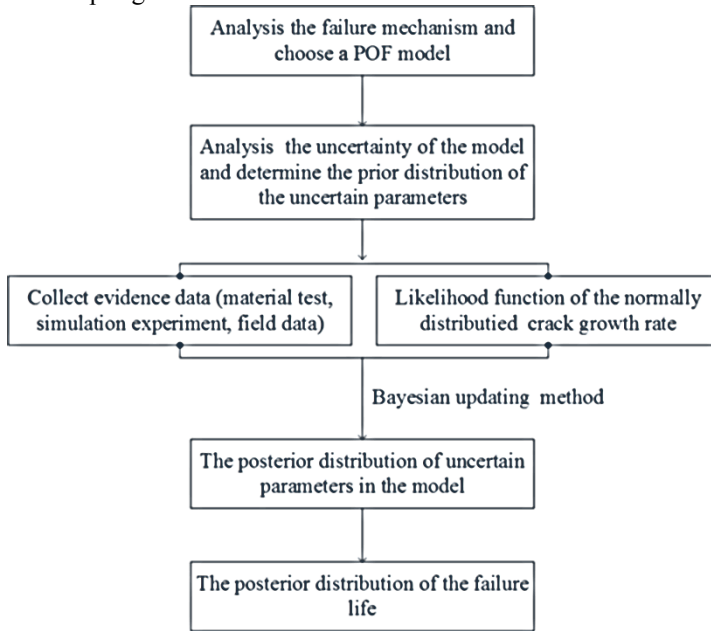 Analysis the failure mechanism and
choose a POF model
Analysis the uncertainty of the model
and determine the prior distribution of
the uncertain parameters
Collect evidence data (material test,
simulation experiment, field data)
Likelihood function of the normally
distributied crack growth rate
Bayesian updating method
The posterior distribution of uncertain
parameters in the model
The posterior distribution of the failure
life